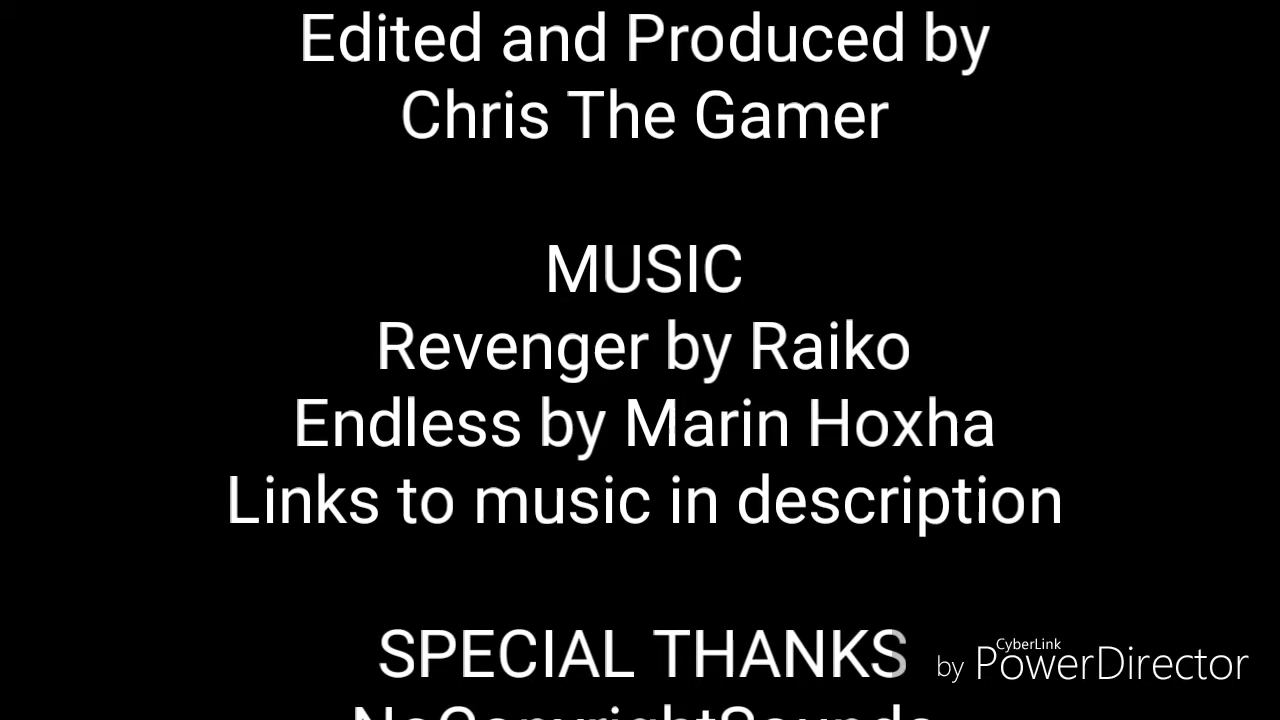 Edited and Produced by
Chris The Gamer
MUSIC
Revenger by Raiko
Endless by Marin Hoxha
Links to music in description
SPECIAL THANKS
NoCopyrightSounds
by CyberLink PowerDirector